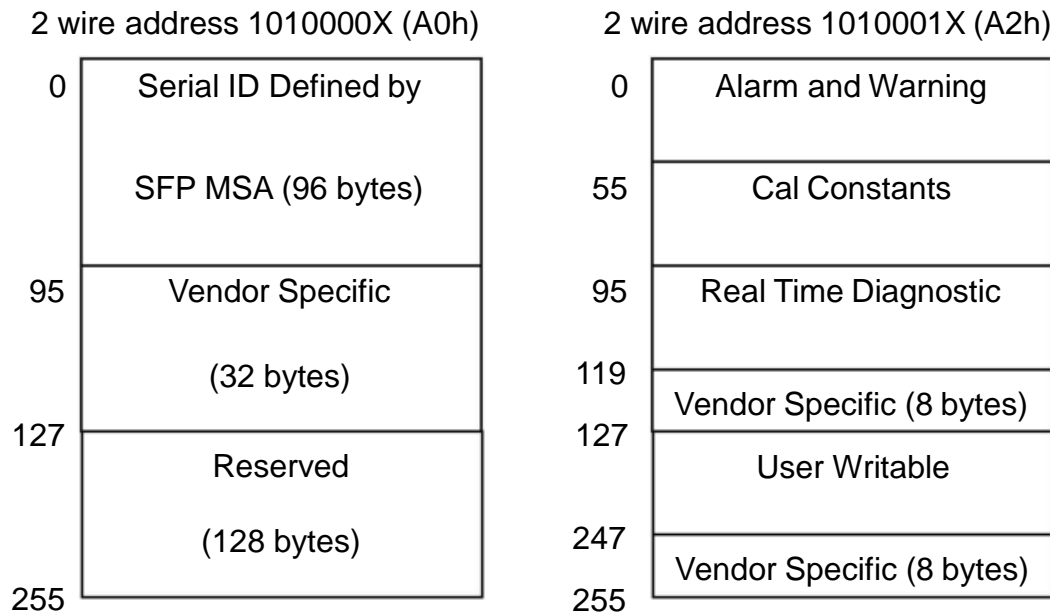 2 wire address 1010000X (A0h)
0
Serial ID Defined by
SFP MSA (96 bytes)
95
Vendor Specific
(32 bytes)
127
Reserved
(128 bytes)
255
2 wire address 1010001X (A2h)
0
Alarm and Warning
55
Cal Constants
95
Real Time Diagnostic
119
Vendor Specific (8 bytes)
127
User Writable
247
Vendor Specific (8 bytes)
255